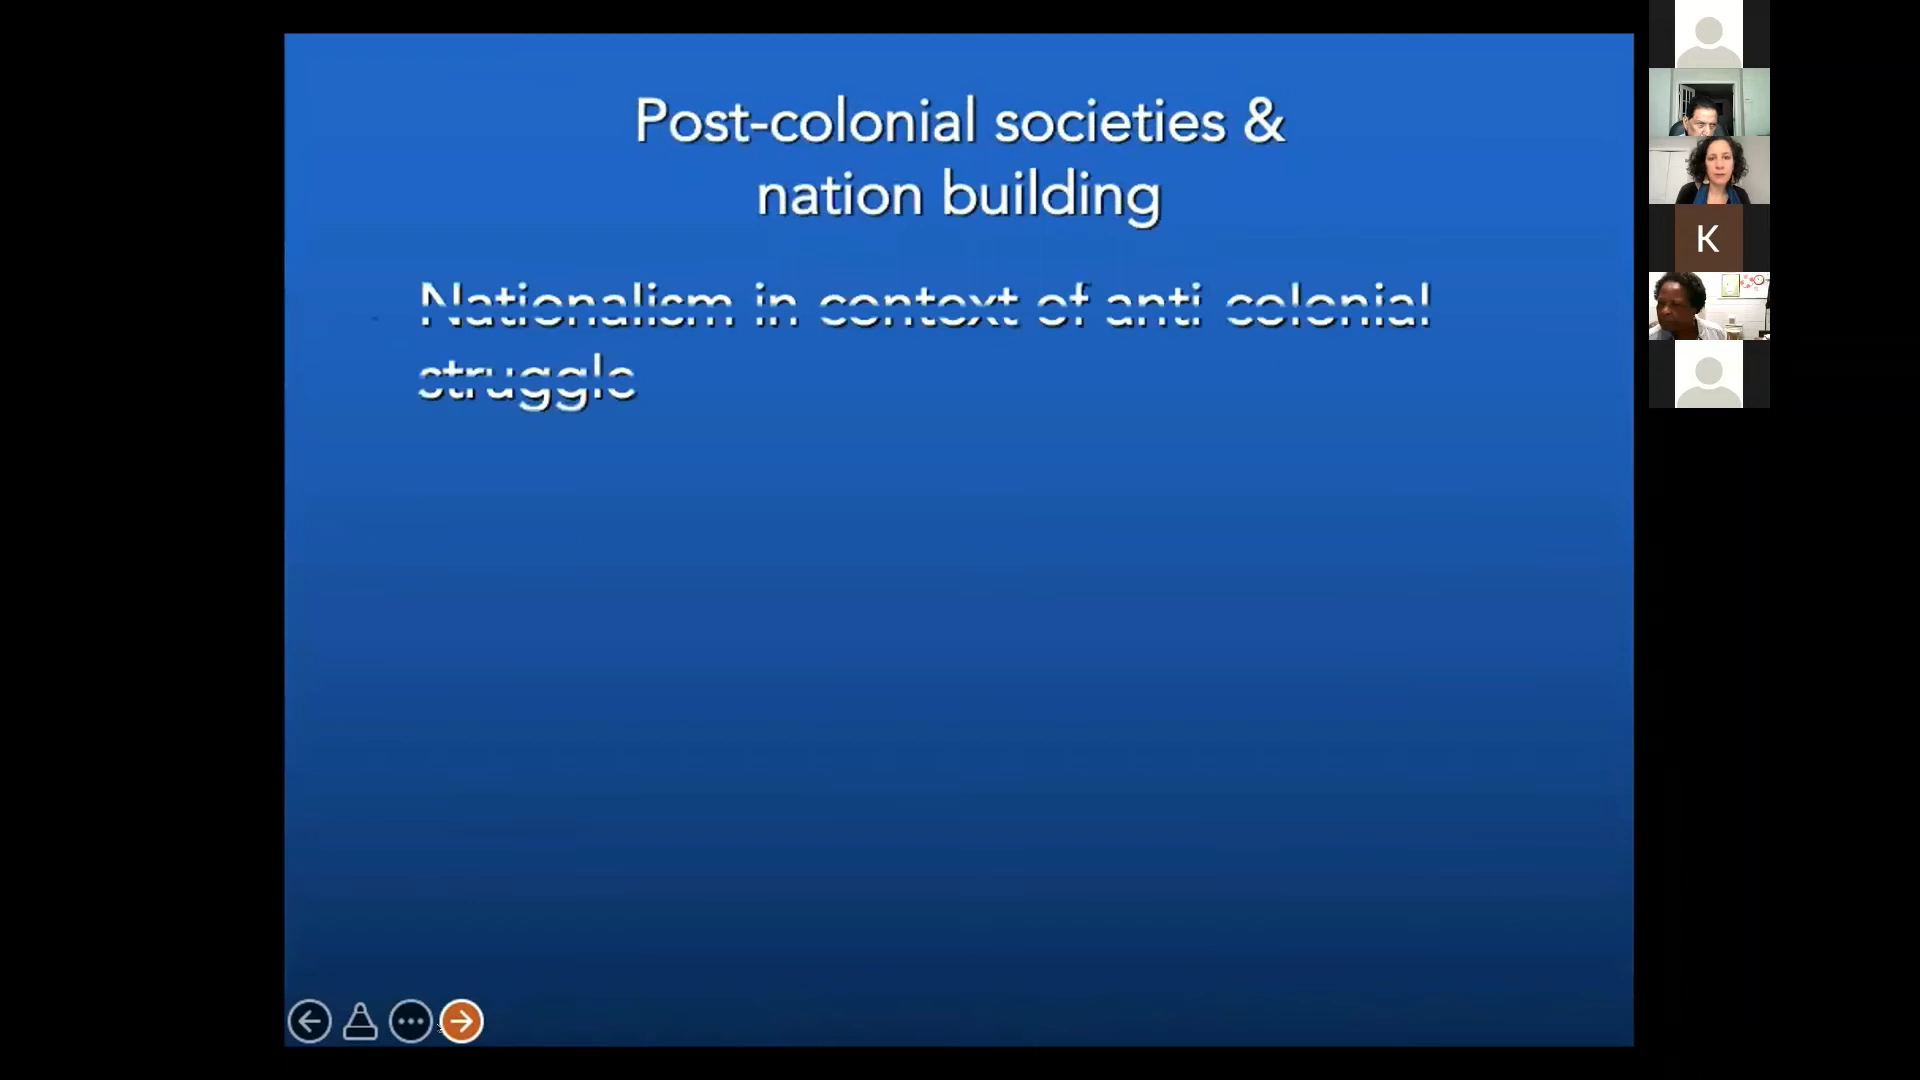 Post-colonial societies &
nation building
Nationalism in context of anti-colonial
struggle
K